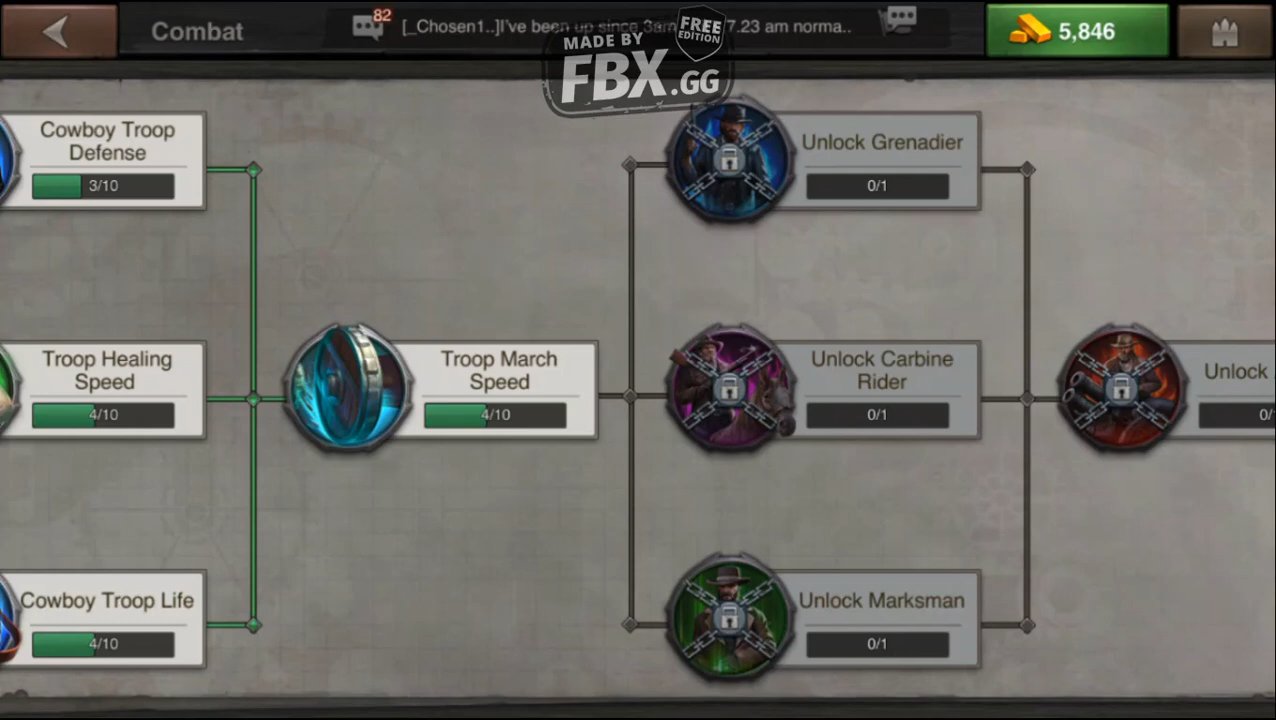 Combat
82
[_Chosen1..]I've been up since 3am 7.23 am norma..
MADE BY
FREE
EDITION
FBX.GG
5,846
Cowboy Troop
Defense
3/10
Unlock Grenadier
0/1
Troop Healing
Speed
4/10
Troop March
Speed
4/10
Unlock Carbine
Rider
0/1
Unlock
0/
Cowboy Troop Life
4/10
Unlock Marksman
0/1